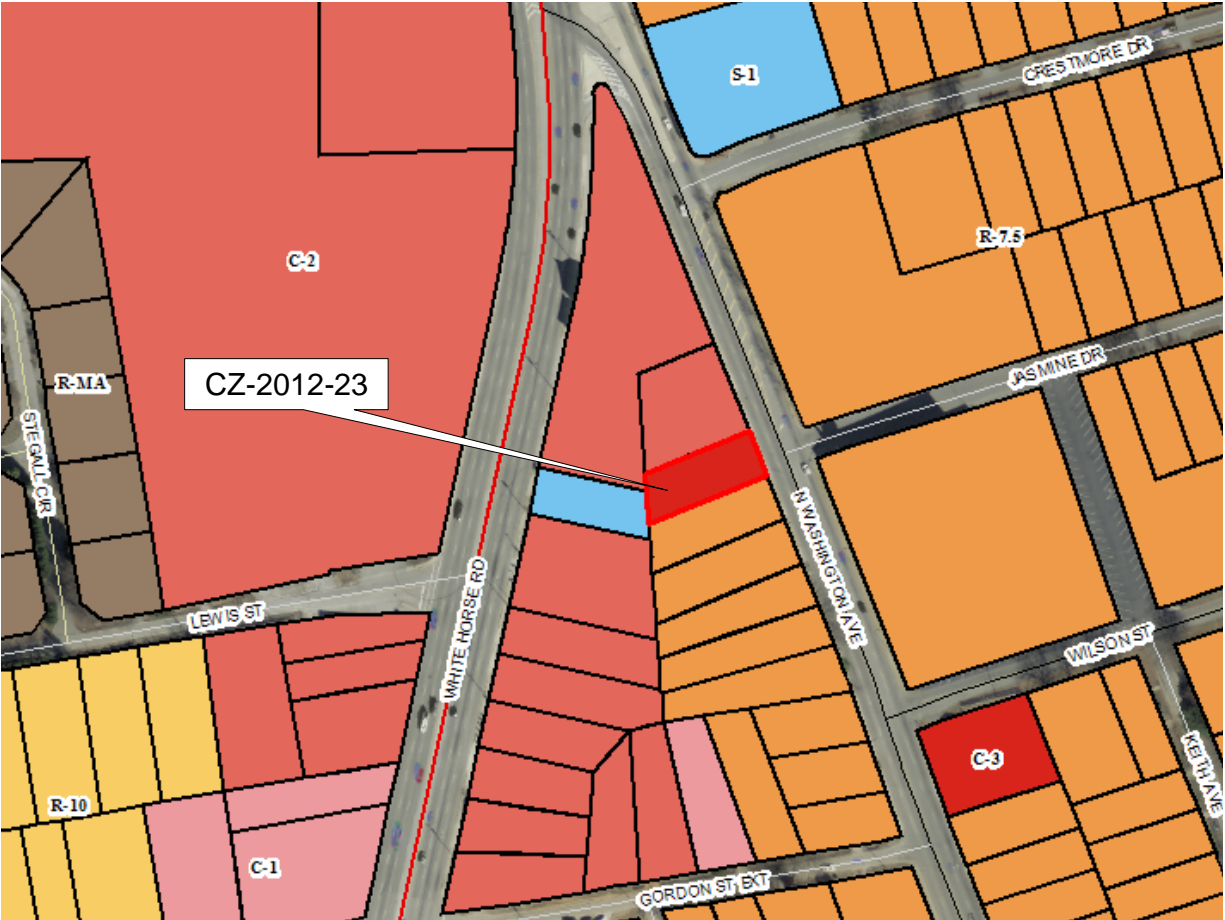 CRESTMORE DR
S-1
R-7.5
C-2
JASMINE DR
CZ-2012-23
R-MA
STEGALL CIR
N WASHINGTON AVE
WHITE HORSE RD
LEWIS ST
WILSON ST
KEITH AVE
C-3
R-10
C-1
GORDON ST EXT